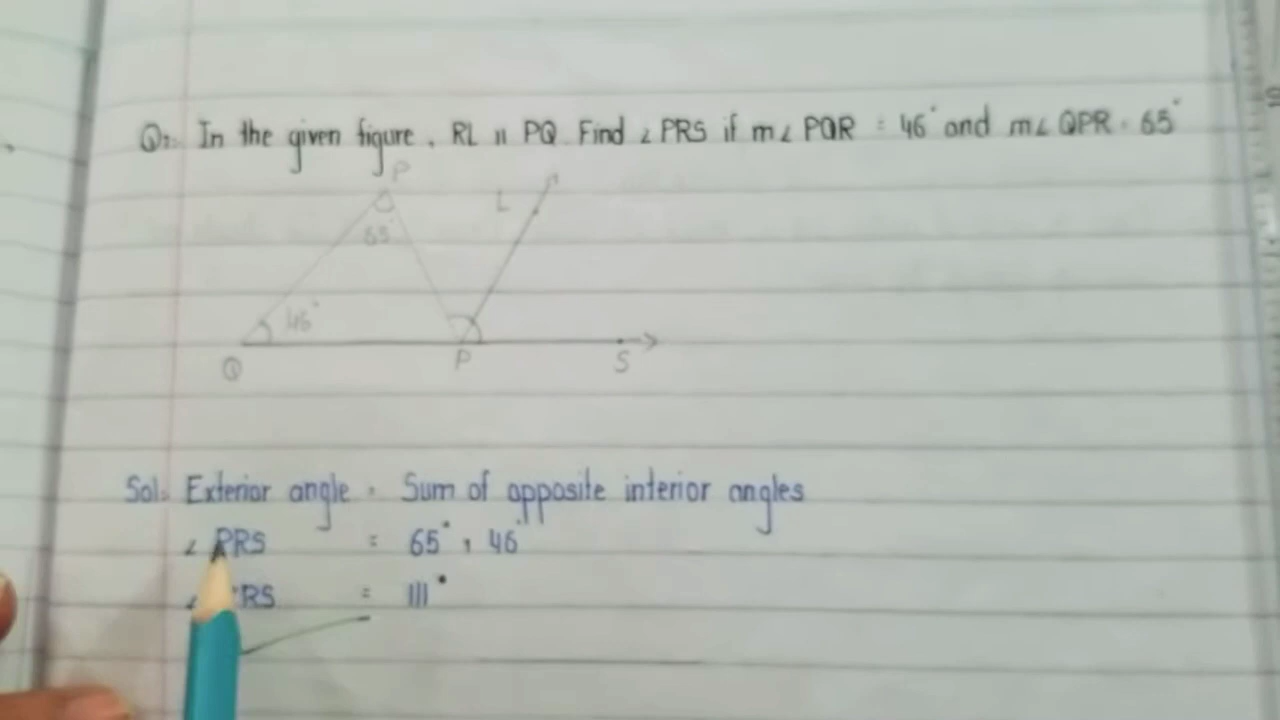 Q: In the given figure, RL || PQ Find ∠PRS if m∠PQR = 46° and m∠QPR = 65°
P
L
65°
46°
Q
P
S
Sol: Exterior angle = Sum of opposite interior angles
∠PRS = 65° + 46°
RS = 111°